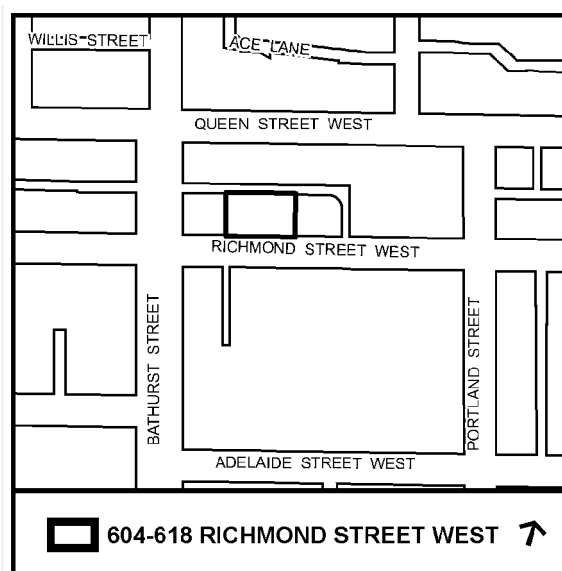 WILLIS STREET
ACE LANE
QUEEN STREET WEST
RICHMOND STREET WEST
BATHURST STREET
PORTLAND STREET
ADELAIDE STREET WEST
604-618 RICHMOND STREET WEST